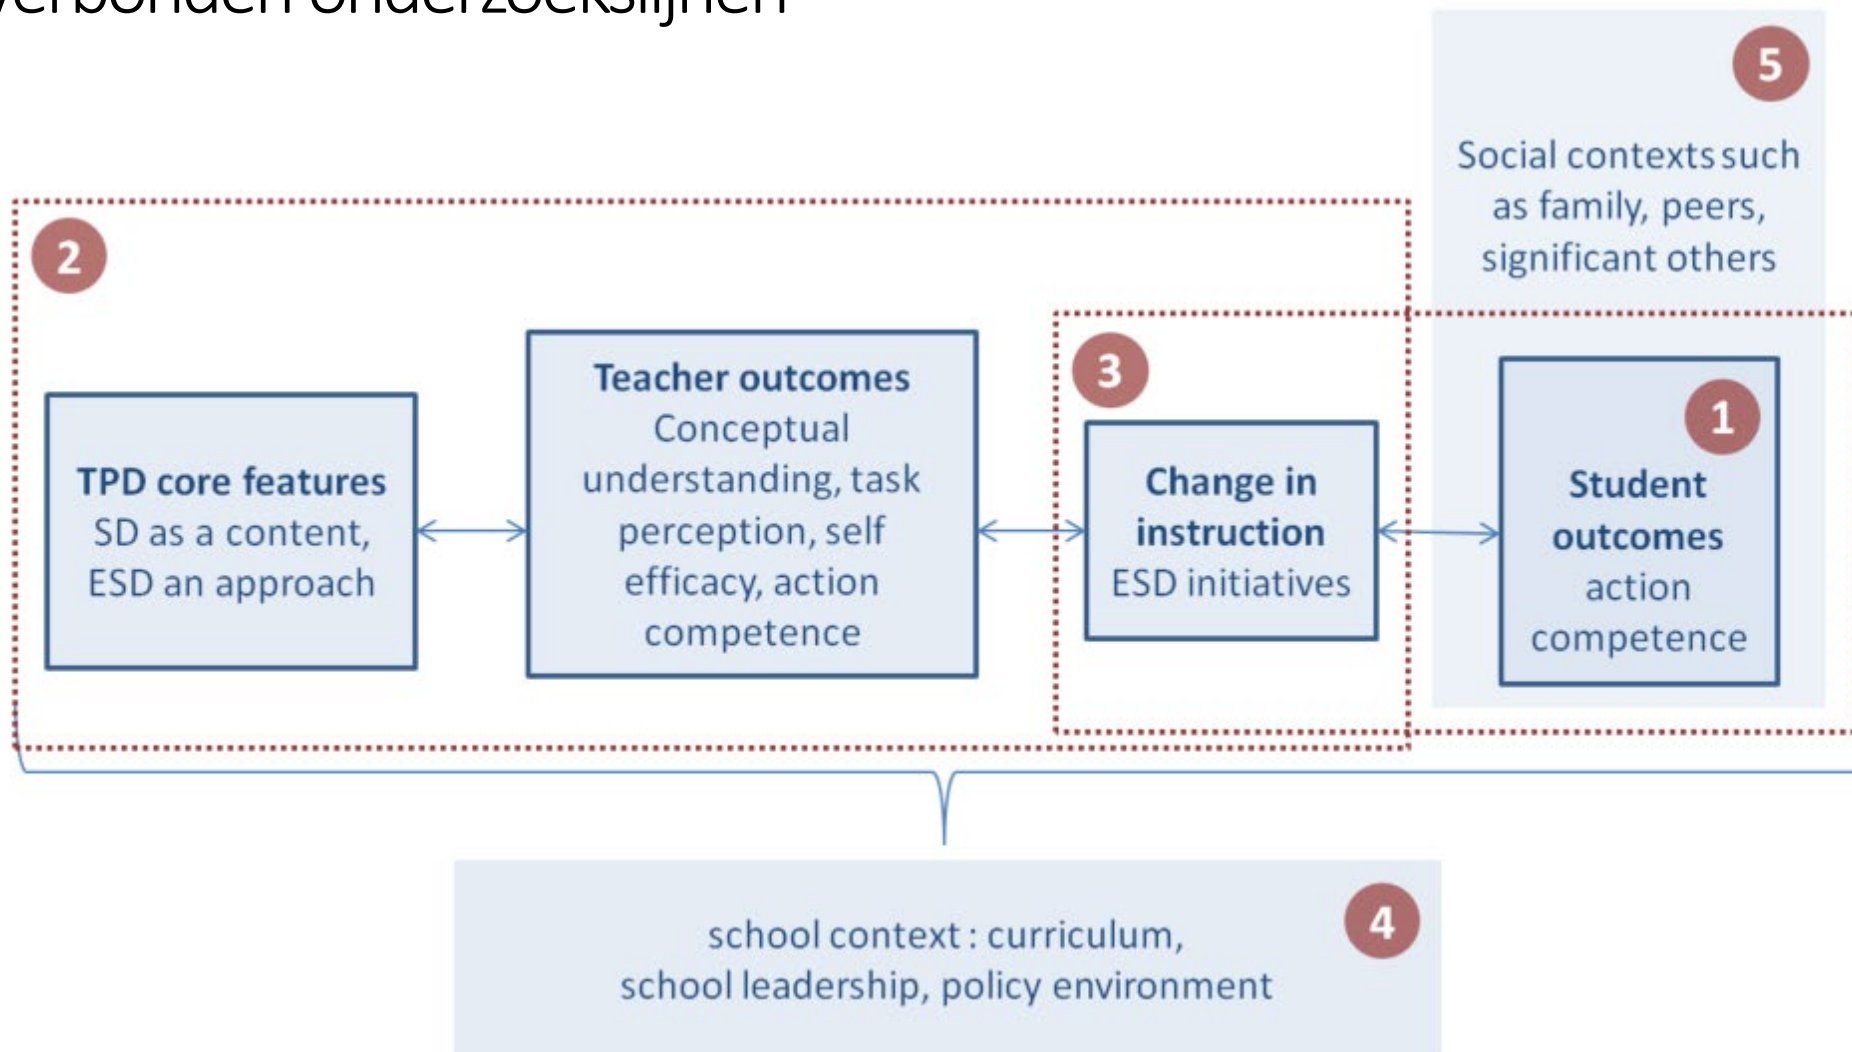 verbonden onderzoekslijnen
5
Social contexts such
as family, peers,
significant others
2
TPD core features
SD as a content,
ESD an approach
Teacher outcomes
Conceptual
understanding, task
perception, self
efficacy, action
competence
3
Change in
instruction
ESD initiatives
1
Student
outcomes
action
competence
4
school context : curriculum,
school leadership, policy environment